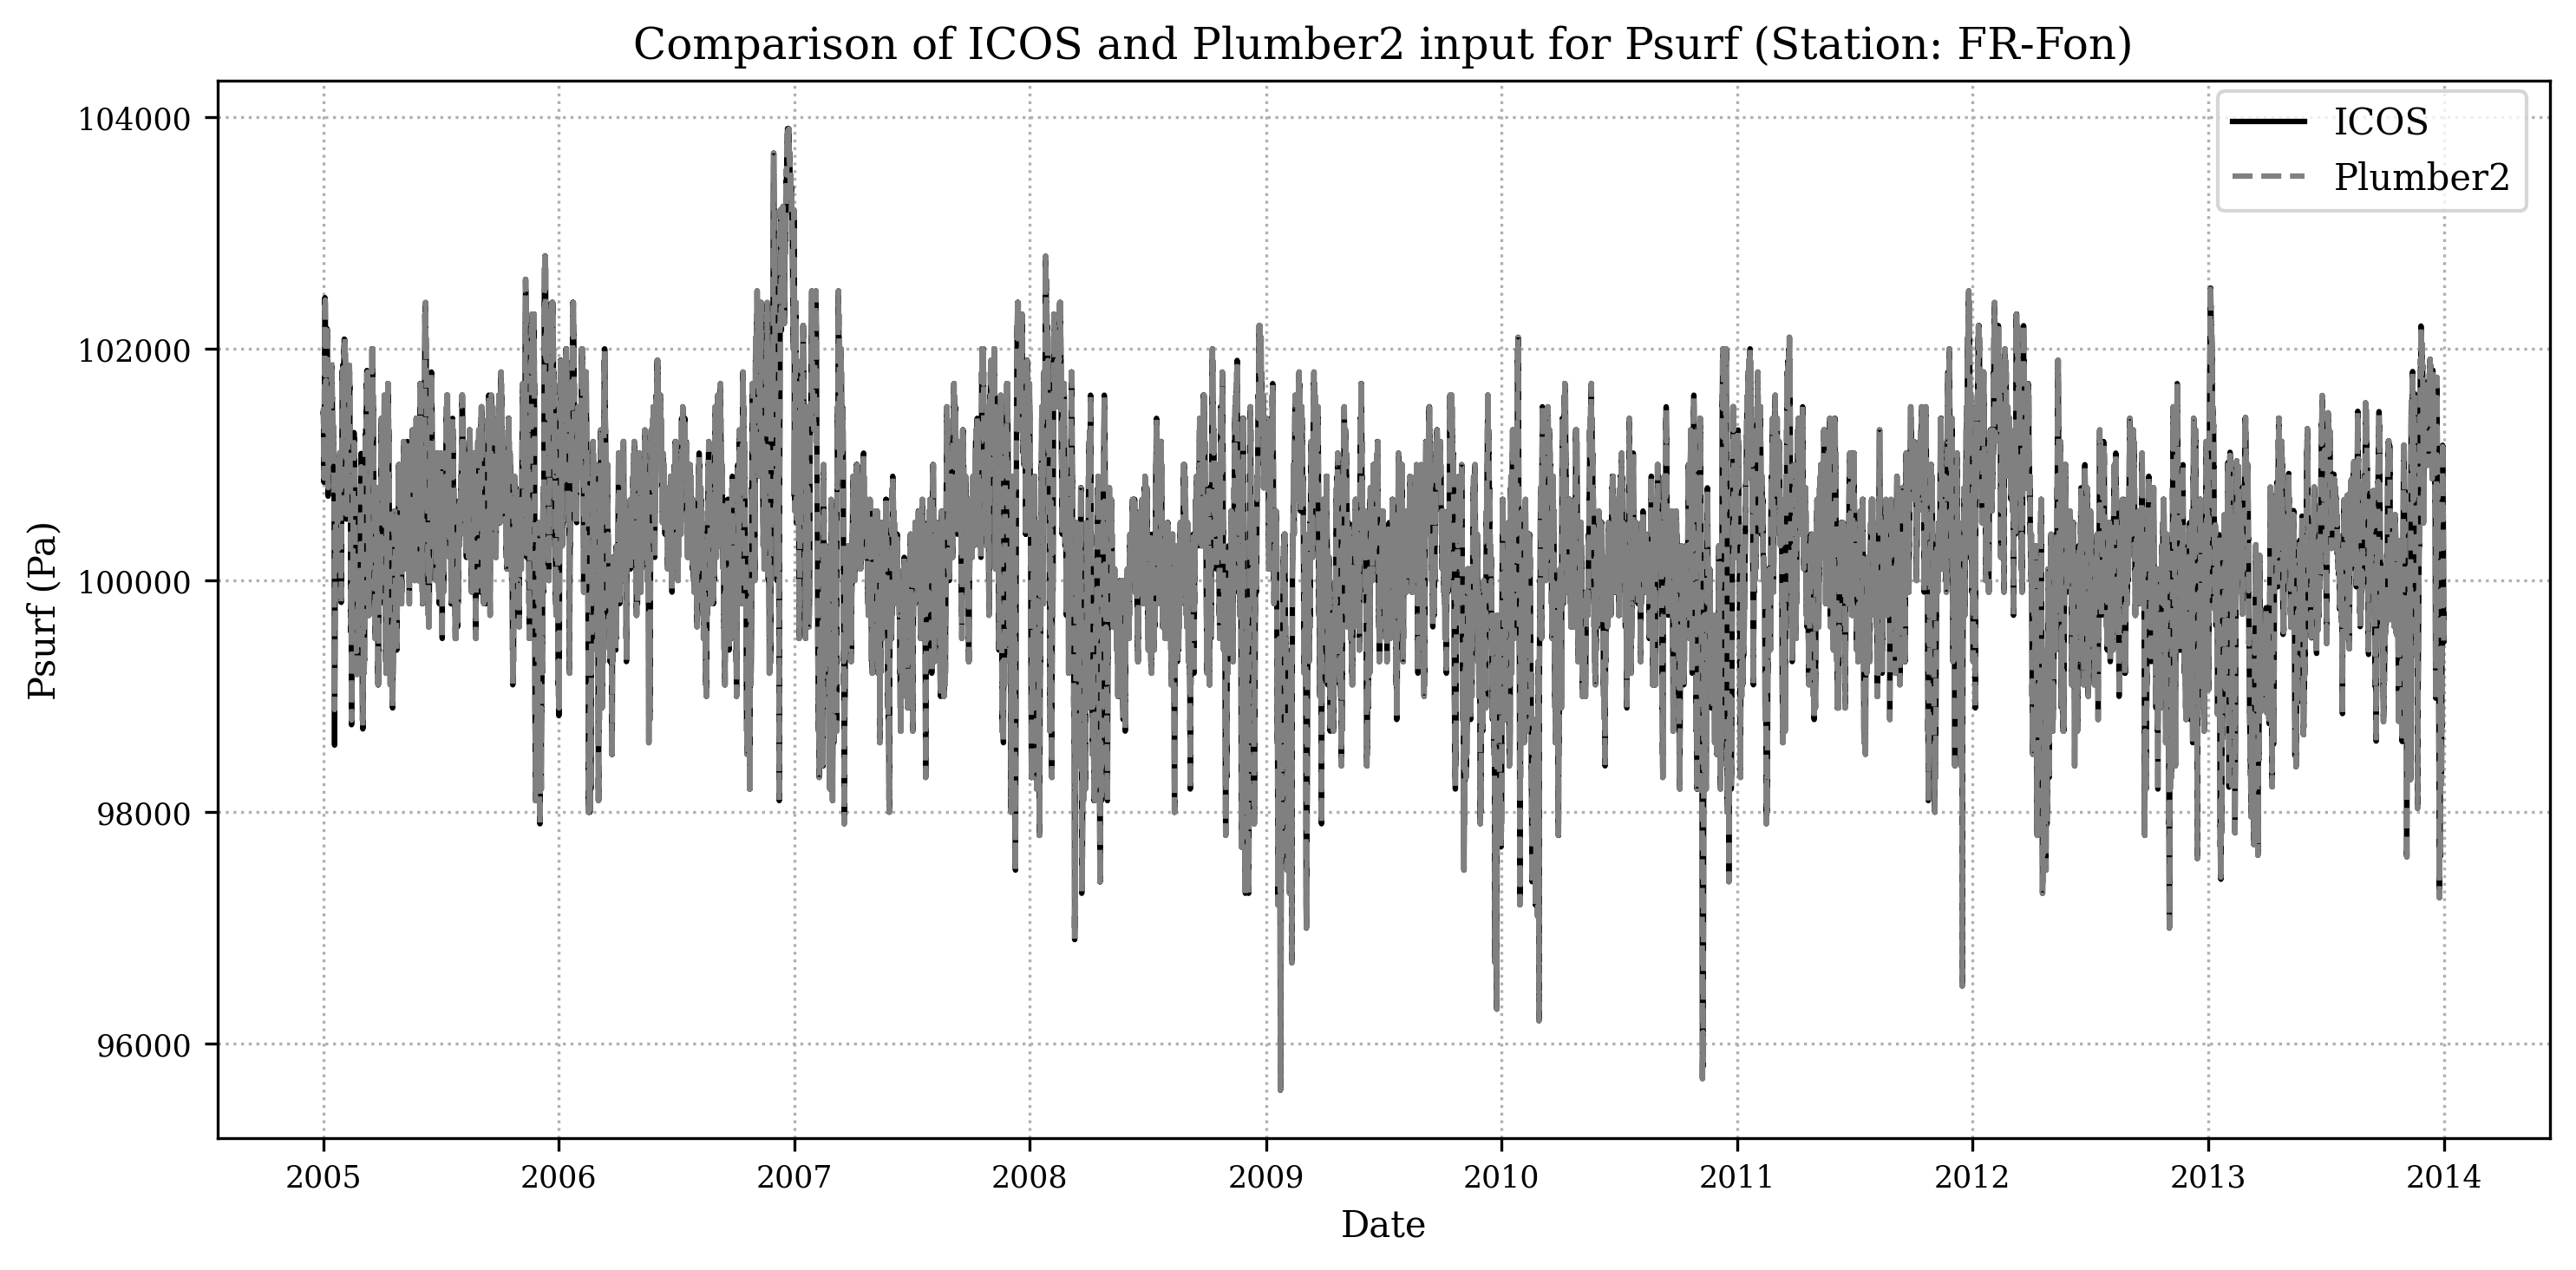 Comparison of ICOS and Plumber2 input for Psurf (Station: FR-Fon)
104000
102000
100000
98000
96000
Psurf (Pa)
ICOS
Plumber2
2005 2006 2007 2008 2009 2010 2011 2012 2013 2014
Date